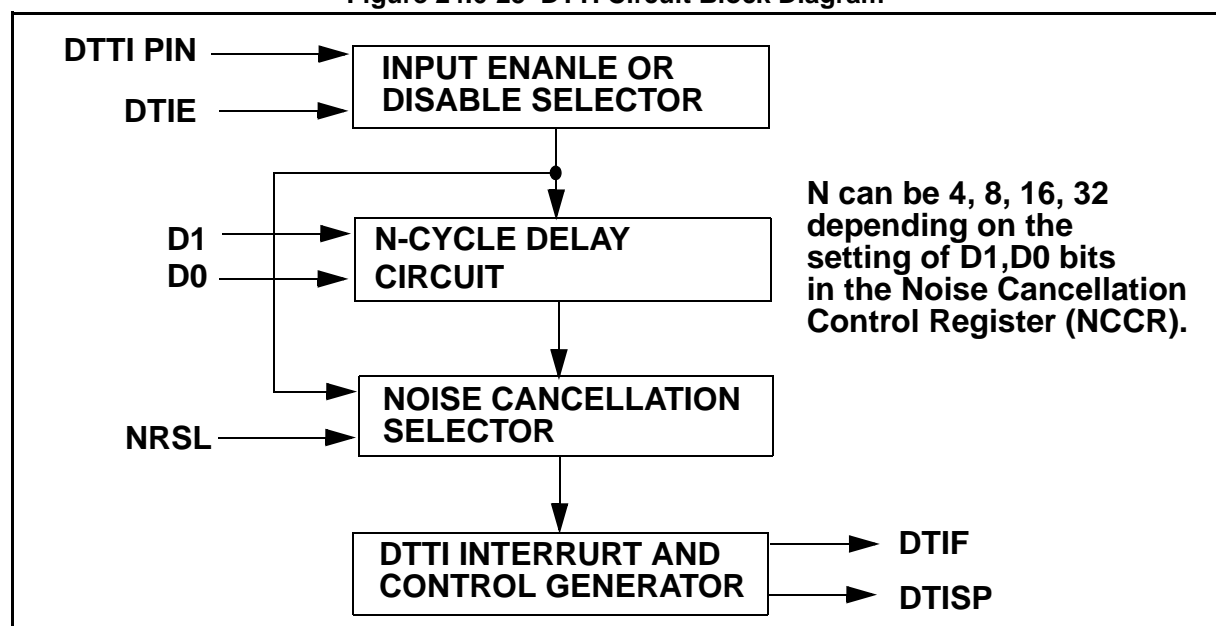 DTTI PIN
DTIE
INPUT ENANLE OR
DISABLE SELECTOR
D1
D0
N-CYCLE DELAY
CIRCUIT
N can be 4, 8, 16, 32
depending on the
setting of D1,D0 bits
in the Noise Cancellation
Control Register (NCCR).
NRSL
NOISE CANCELLATION
SELECTOR
DTTI INTERRURT AND
CONTROL GENERATOR
DTIF
DTISP